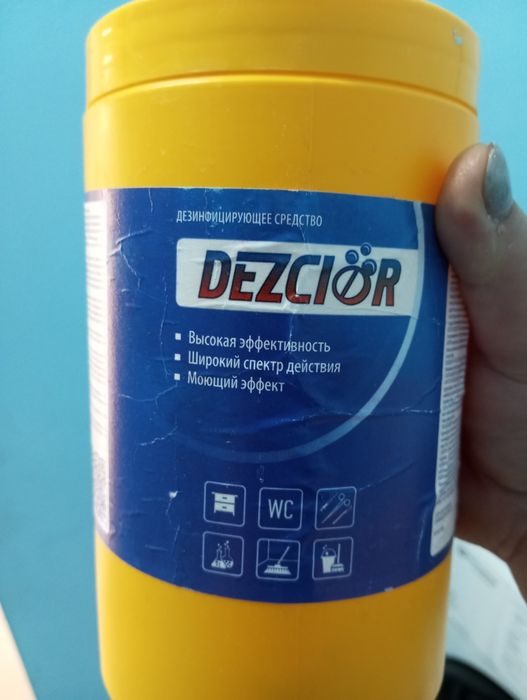 ДЕЗИНФИЦИРУЮЩЕЕ СРЕДСТВО
DEZCIOR
Высокая эффективность
Широкий спектр действия
Моющий эффект
WC